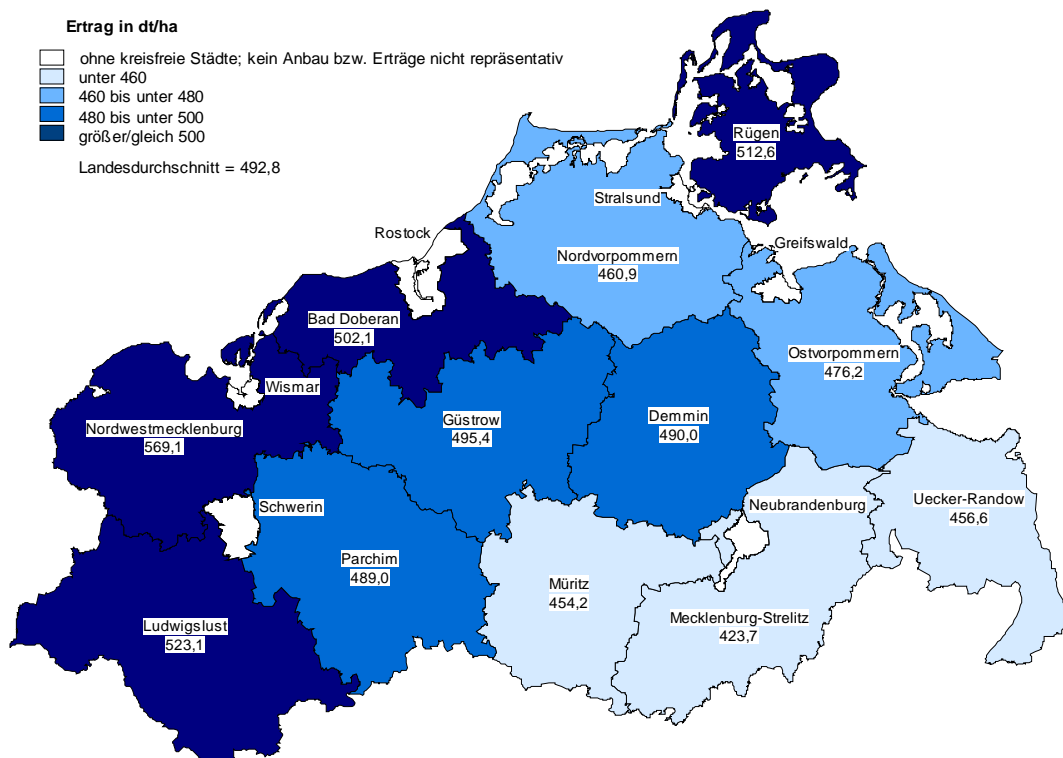 Ertrag in dt/ha
ohne kreisfreie Städte; kein Anbau bzw. Erträge nicht repräsentativ
unter 460
460 bis unter 480
480 bis unter 500
größer/gleich 500
Landesdurchschnitt = 492,8
Rügen
512,6
Stralsund
Rostock
Greifswald
Nordvorpommern
460,9
Bad Doberan
502,1
Ostvorpommern
476,2
Wismar
Güstrow
495,4
Demmin
490,0
Nordwestmecklenburg
569,1
Uecker-Randow
456,6
Schwerin
Neubrandenburg
Parchim
489,0
Müritz
454,2
Mecklenburg-Strelitz
423,7
Ludwigslust
523,1